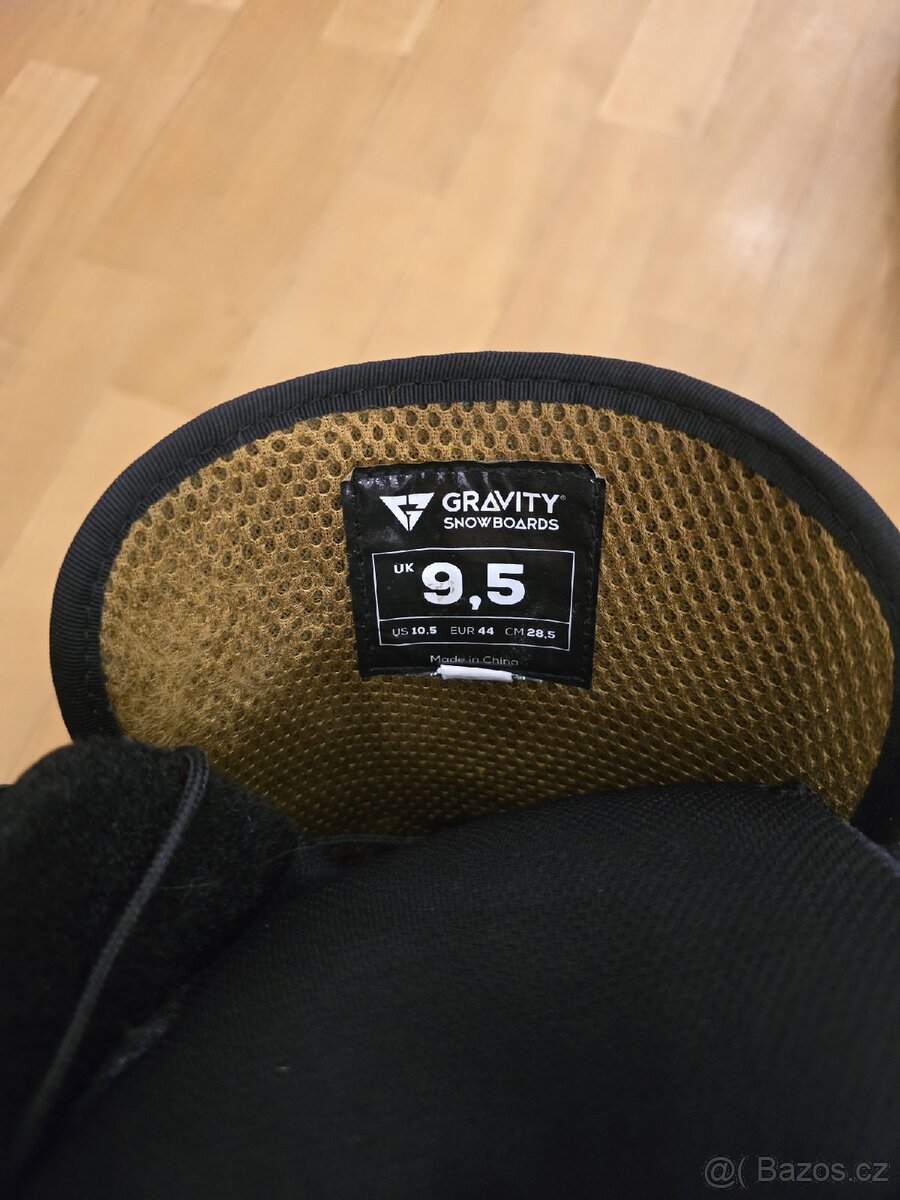 GRAVITY®
SNOWBOARDS
UK 9,5
US 10.5 EUR 44 CM 28,5
Made in China
@( Bazos.cz